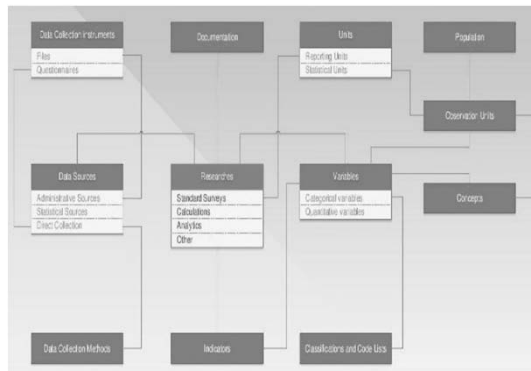 Data Collection Instruments
Files
Questionnaires
Documentation
Units
Reporting Units
Statistical Units
Population
Observation Units
Data Sources
Administrative Sources
Statistical Sources
Direct Collection
Researches
Standard Surveys
Calculations
Analytics
Other
Variables
Categorical variables
Quantitative variables
Concepts
Data Collection Methods
Indicators
Classifications and Code Lists